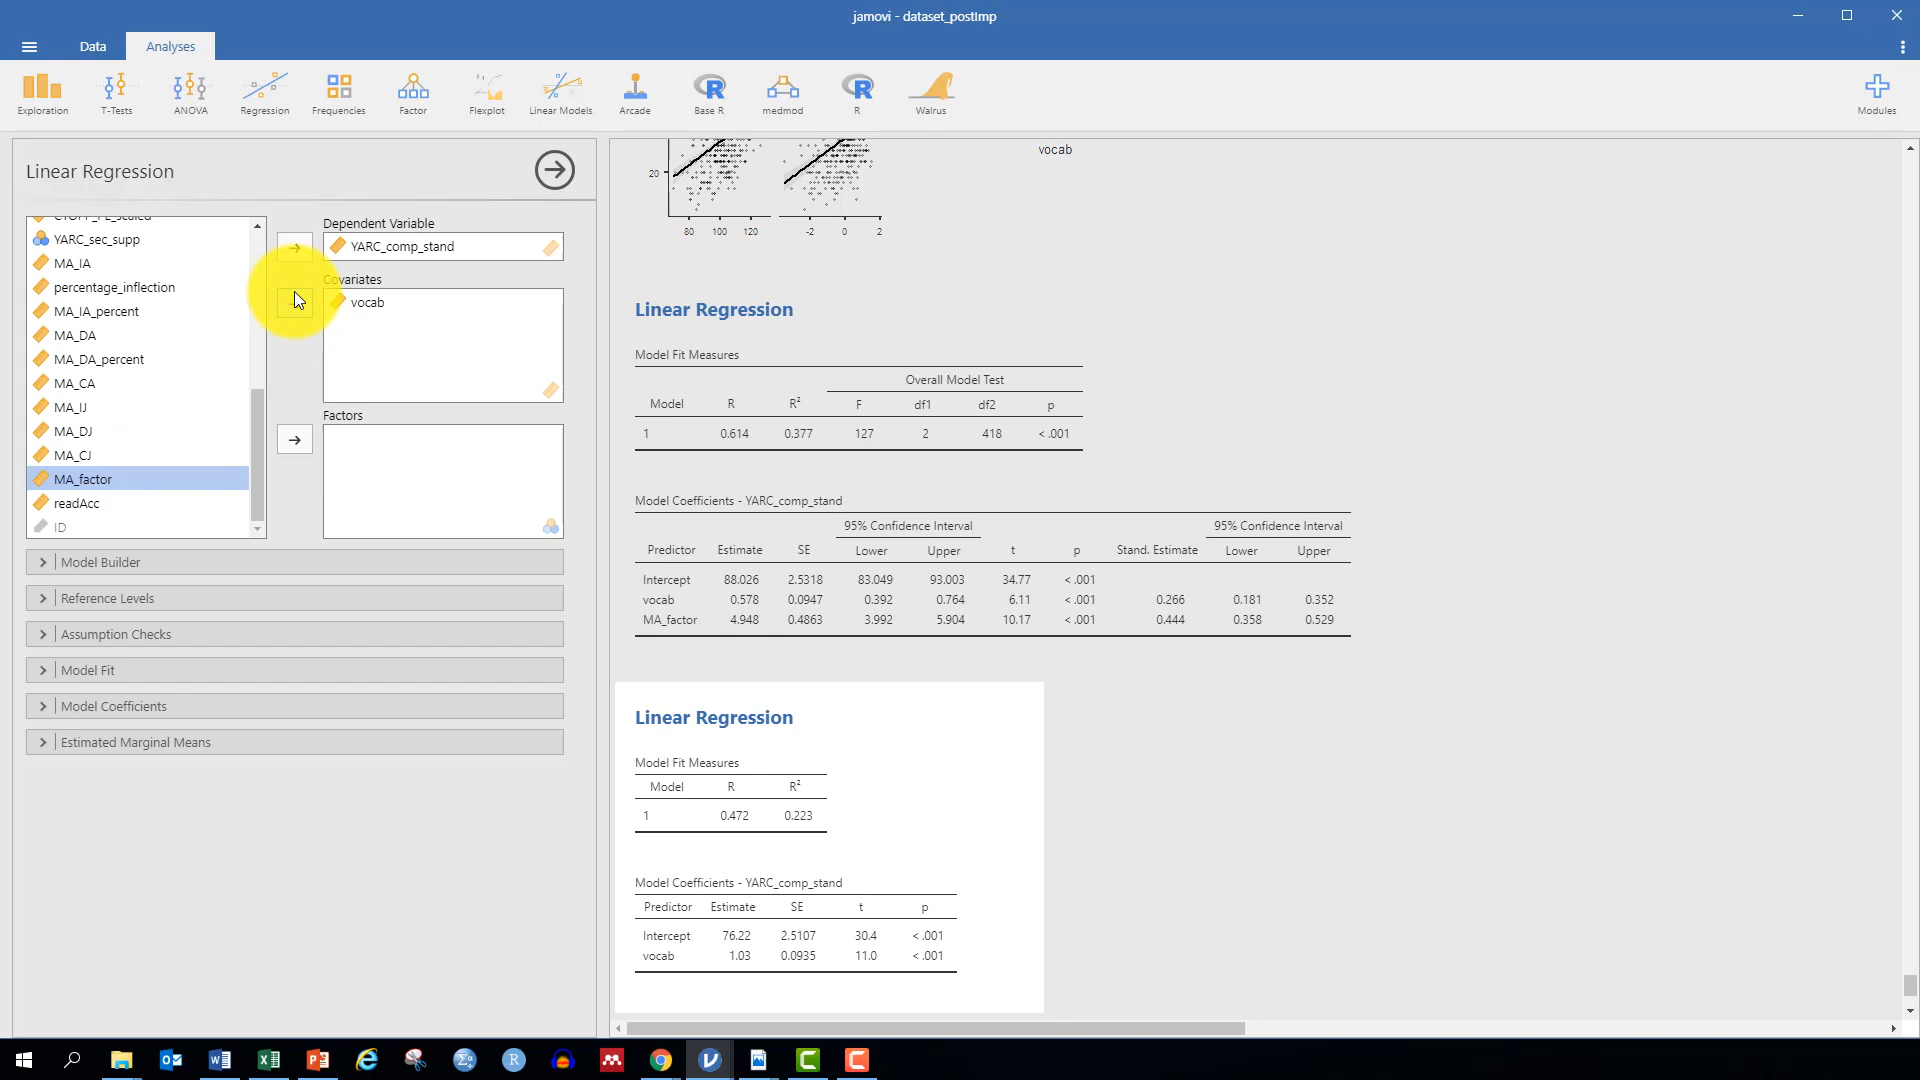 jamovi - dataset_postImp
Data
Analyses
Exploration
T-Tests
ANOVA
Regression
Frequencies
Factor
Flexplot
Linear Models
Arcade
Base R
medmod
R
Walrus
Modules
Linear Regression
YARC_sec_supp
MA_IA
percentage_inflection
MA_IA_percent
MA_DA
MA_DA_percent
MA_CA
MA_IJ
MA_DJ
MA_CJ
MA_factor
readAcc
ID
Dependent Variable
YARC_comp_stand
Covariates
vocab
Factors
Model Builder
Reference Levels
Assumption Checks
Model Fit
Model Coefficients
Estimated Marginal Means
20
80 100 120
-2 0 2
vocab
Linear Regression
Model Fit Measures
Overall Model Test
Model R R² F df1 df2 p
1 0.614 0.377 127 2 418 < .001
Model Coefficients - YARC_comp_stand
95% Confidence Interval 95% Confidence Interval
Predictor Estimate SE Lower Upper t p Stand. Estimate Lower Upper
Intercept 88.026 2.5318 83.049 93.003 34.77 < .001
vocab 0.578 0.0947 0.392 0.764 6.11 < .001 0.266 0.181 0.352
MA_factor 4.948 0.4863 3.992 5.904 10.17 < .001 0.444 0.358 0.529
Linear Regression
Model Fit Measures
Model R R²
1 0.472 0.223
Model Coefficients - YARC_comp_stand
Predictor Estimate SE t p
Intercept 76.22 2.5107 30.4 < .001
vocab 1.03 0.0935 11.0 < .001